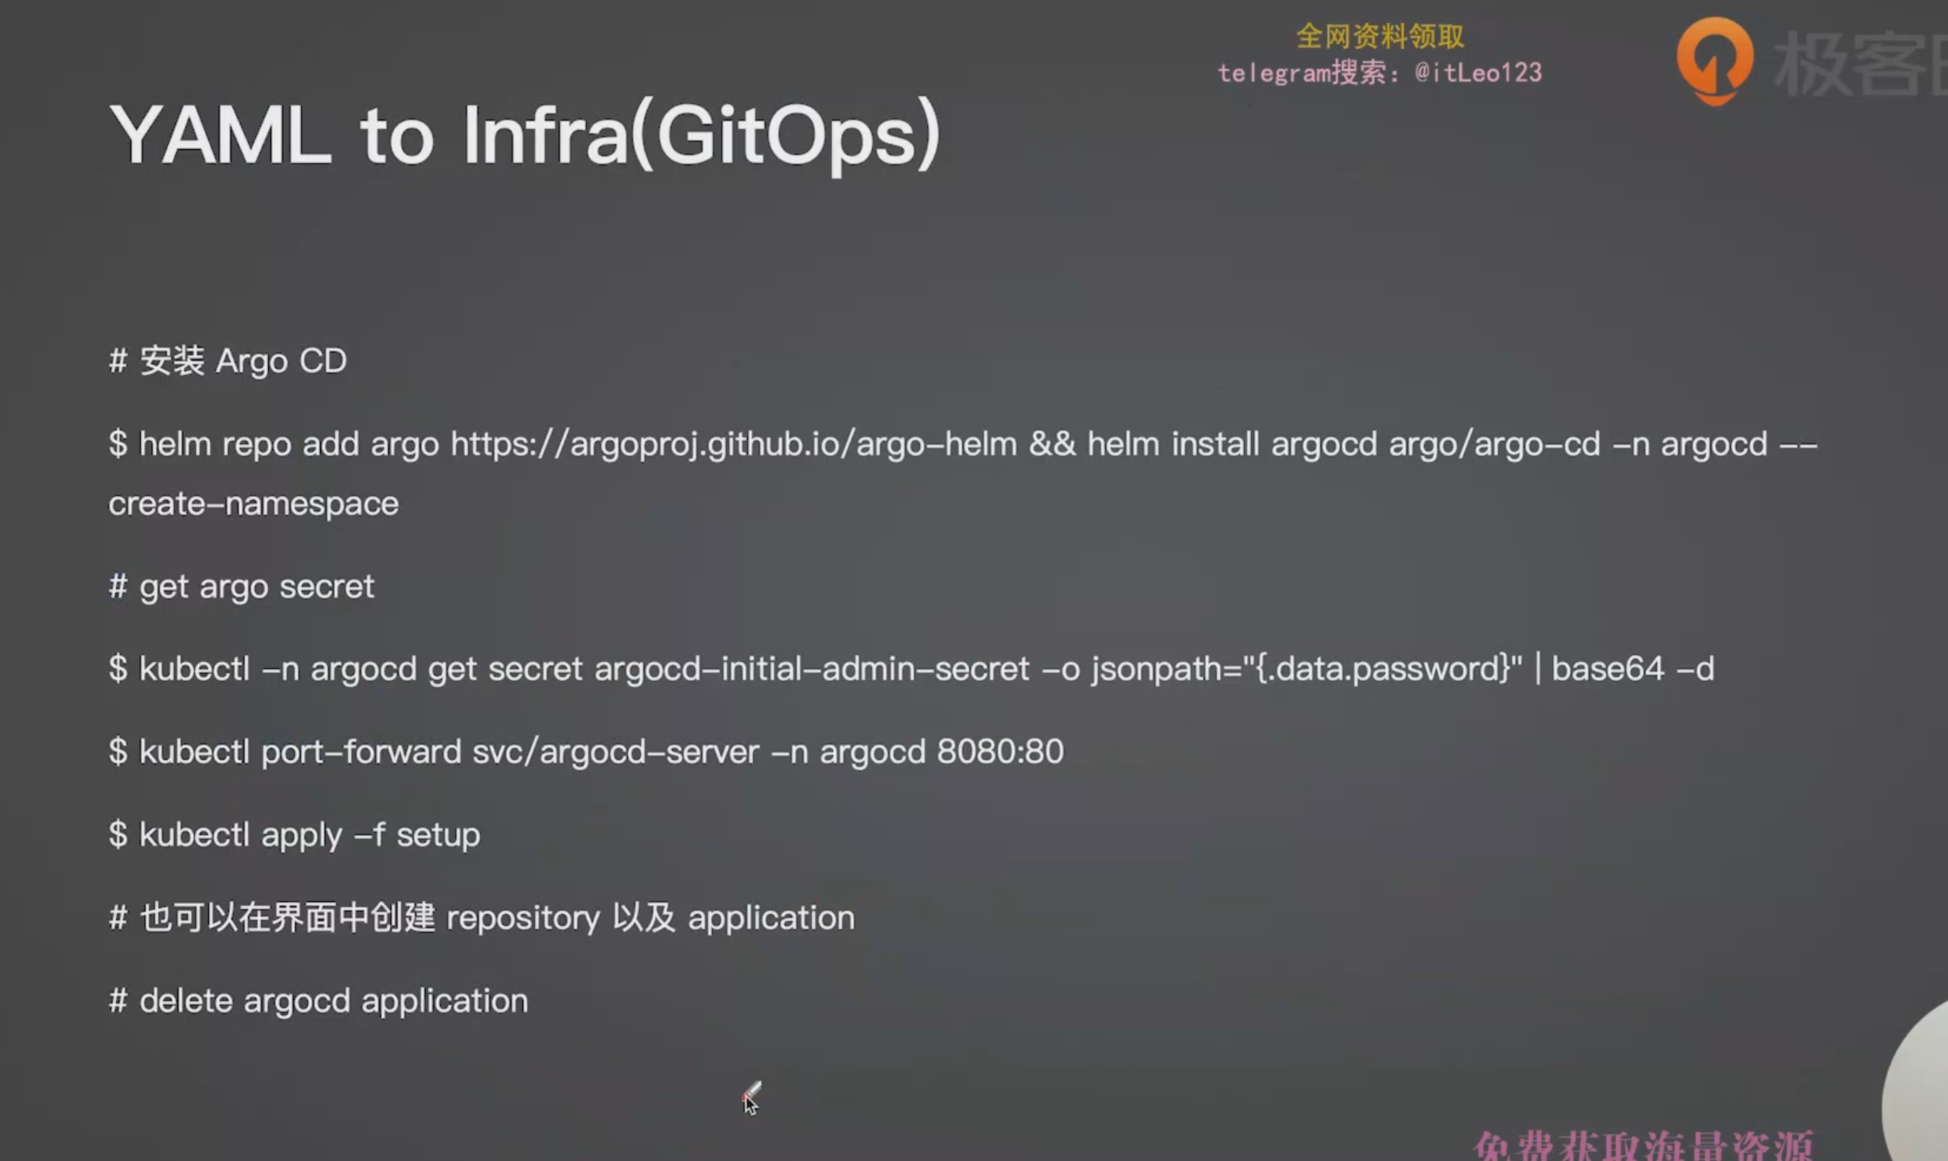 全网资料领取
telegram搜索：@itLeo123
极客
YAML to Infra(GitOps)
# 安装 Argo CD
$ helm repo add argo https://argoproj.github.io/argo-helm && helm install argocd argo/argo-cd -n argocd --
create-namespace
# get argo secret
$ kubectl -n argocd get secret argocd-initial-admin-secret -o jsonpath="{.data.password}" | base64 -d
$ kubectl port-forward svc/argocd-server -n argocd 8080:80
$ kubectl apply -f setup
# 也可以在界面中创建 repository 以及 application
# delete argocd application
免费获取海量资源